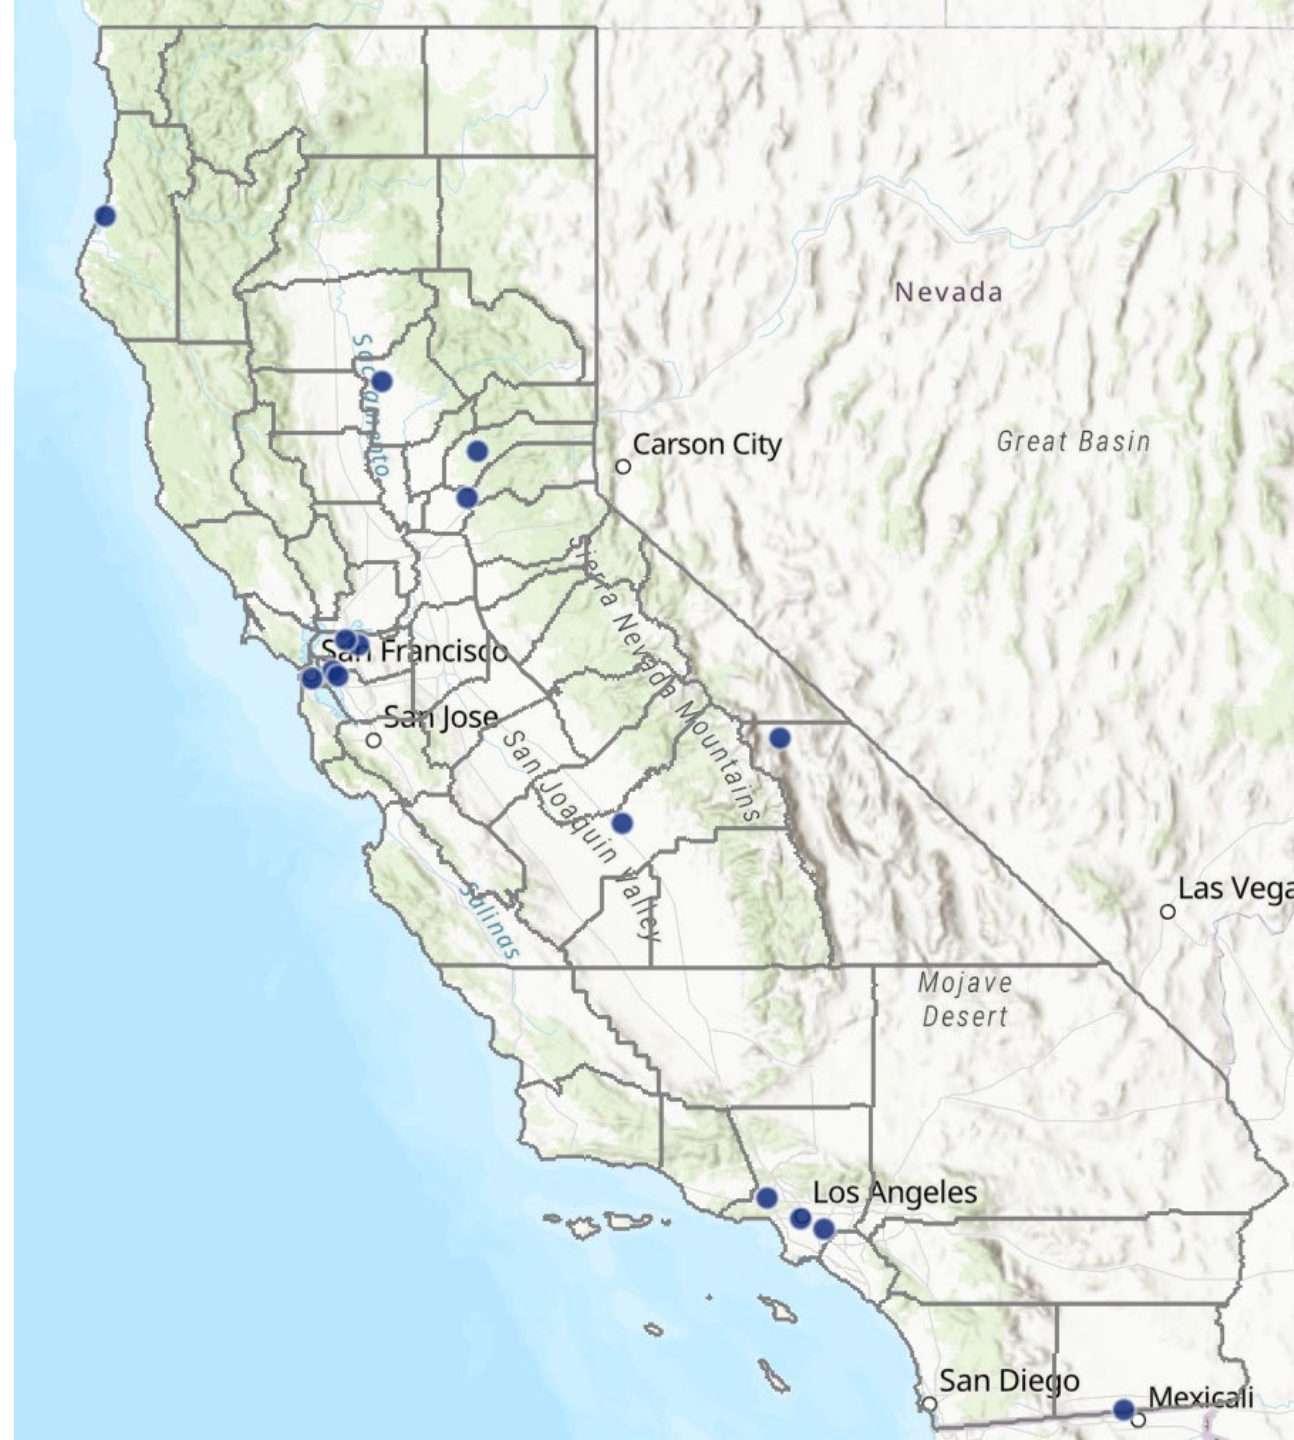 Nevada
Sacramento
Carson City
Great Basin
Sierra Nevada Mountains
San Francisco
San Jose
San Joaquin Valley
Salinas
Las Vega
Mojave
Desert
Los Angeles
San Diego
Mexicali